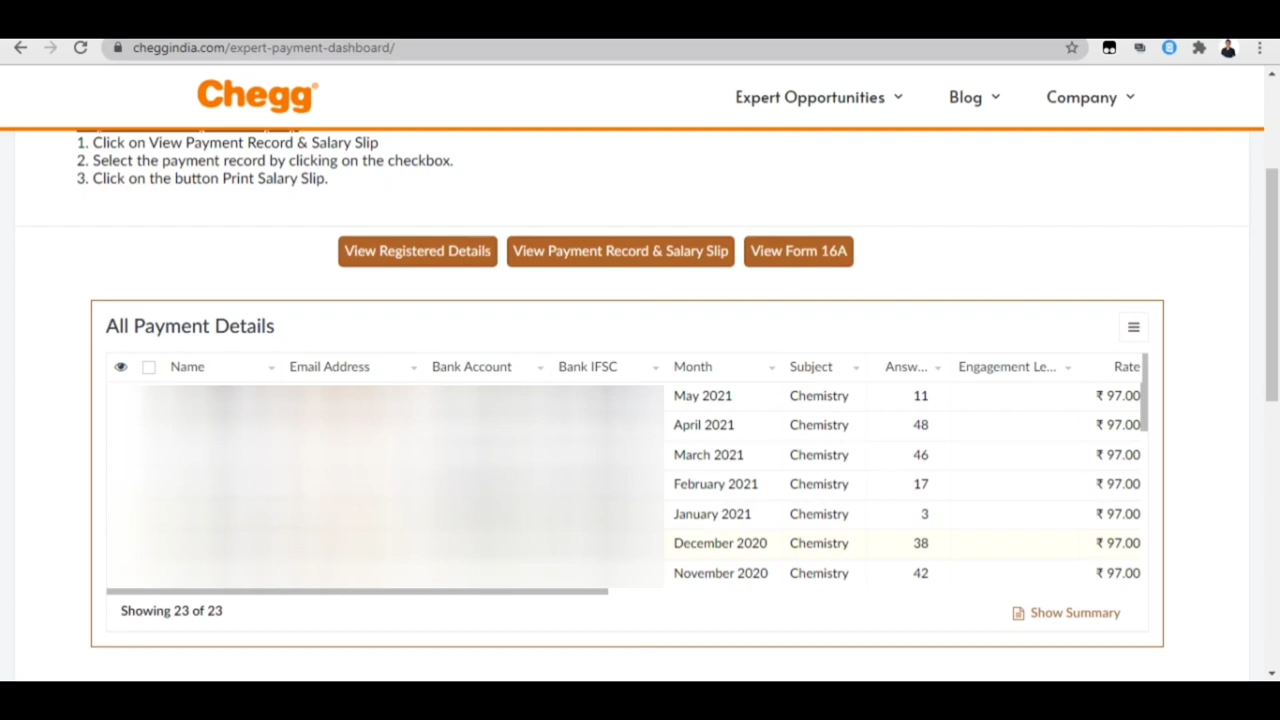 cheggindia.com/expert-payment-dashboard/
Chegg®
Expert Opportunities
Blog
Company
1. Click on View Payment Record & Salary Slip
2. Select the payment record by clicking on the checkbox.
3. Click on the button Print Salary Slip.
View Registered Details
View Payment Record & Salary Slip
View Form 16A
All Payment Details
Name Email Address Bank Account Bank IFSC Month Subject Answ... Engagement Le... Rate
May 2021 Chemistry 11 ₹ 97.00
April 2021 Chemistry 48 ₹ 97.00
March 2021 Chemistry 46 ₹ 97.00
February 2021 Chemistry 17 ₹ 97.00
January 2021 Chemistry 3 ₹ 97.00
December 2020 Chemistry 38 ₹ 97.00
November 2020 Chemistry 42 ₹ 97.00
Showing 23 of 23
Show Summary